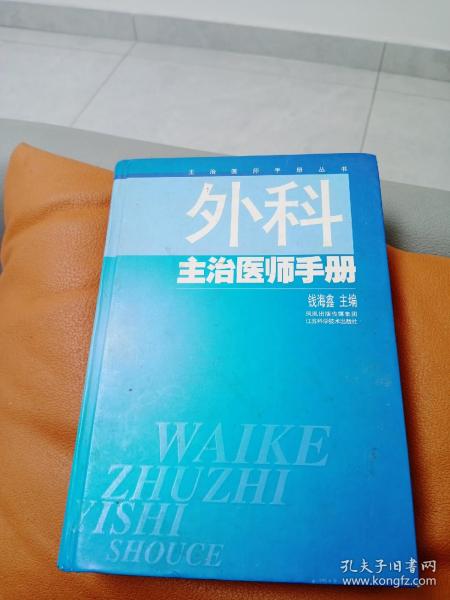 主治医师手册丛书
外科
主治医师手册
钱海鑫 主编
凤凰出版传媒集团
江苏科学技术出版社
WAIKE
ZHUZHI
YISHI
SHOUCE
孔夫子旧书网
www.kongfz.com